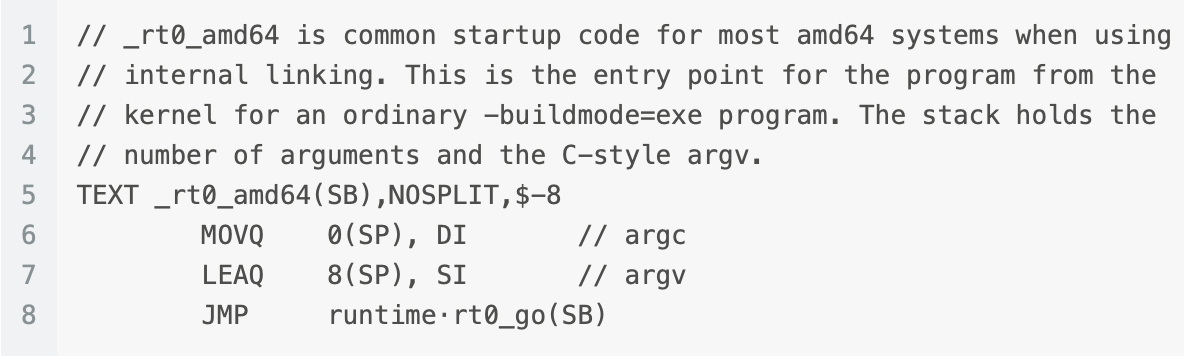 1 // _rt0_amd64 is common startup code for most amd64 systems when using
2 // internal linking. This is the entry point for the program from the
3 // kernel for an ordinary -buildmode=exe program. The stack holds the
4 // number of arguments and the C-style argv.
5 TEXT _rt0_amd64(SB),NOSPLIT,$-8
6         MOVQ    0(SP), DI       // argc
7         LEAQ    8(SP), SI       // argv
8         JMP     runtime·rt0_go(SB)